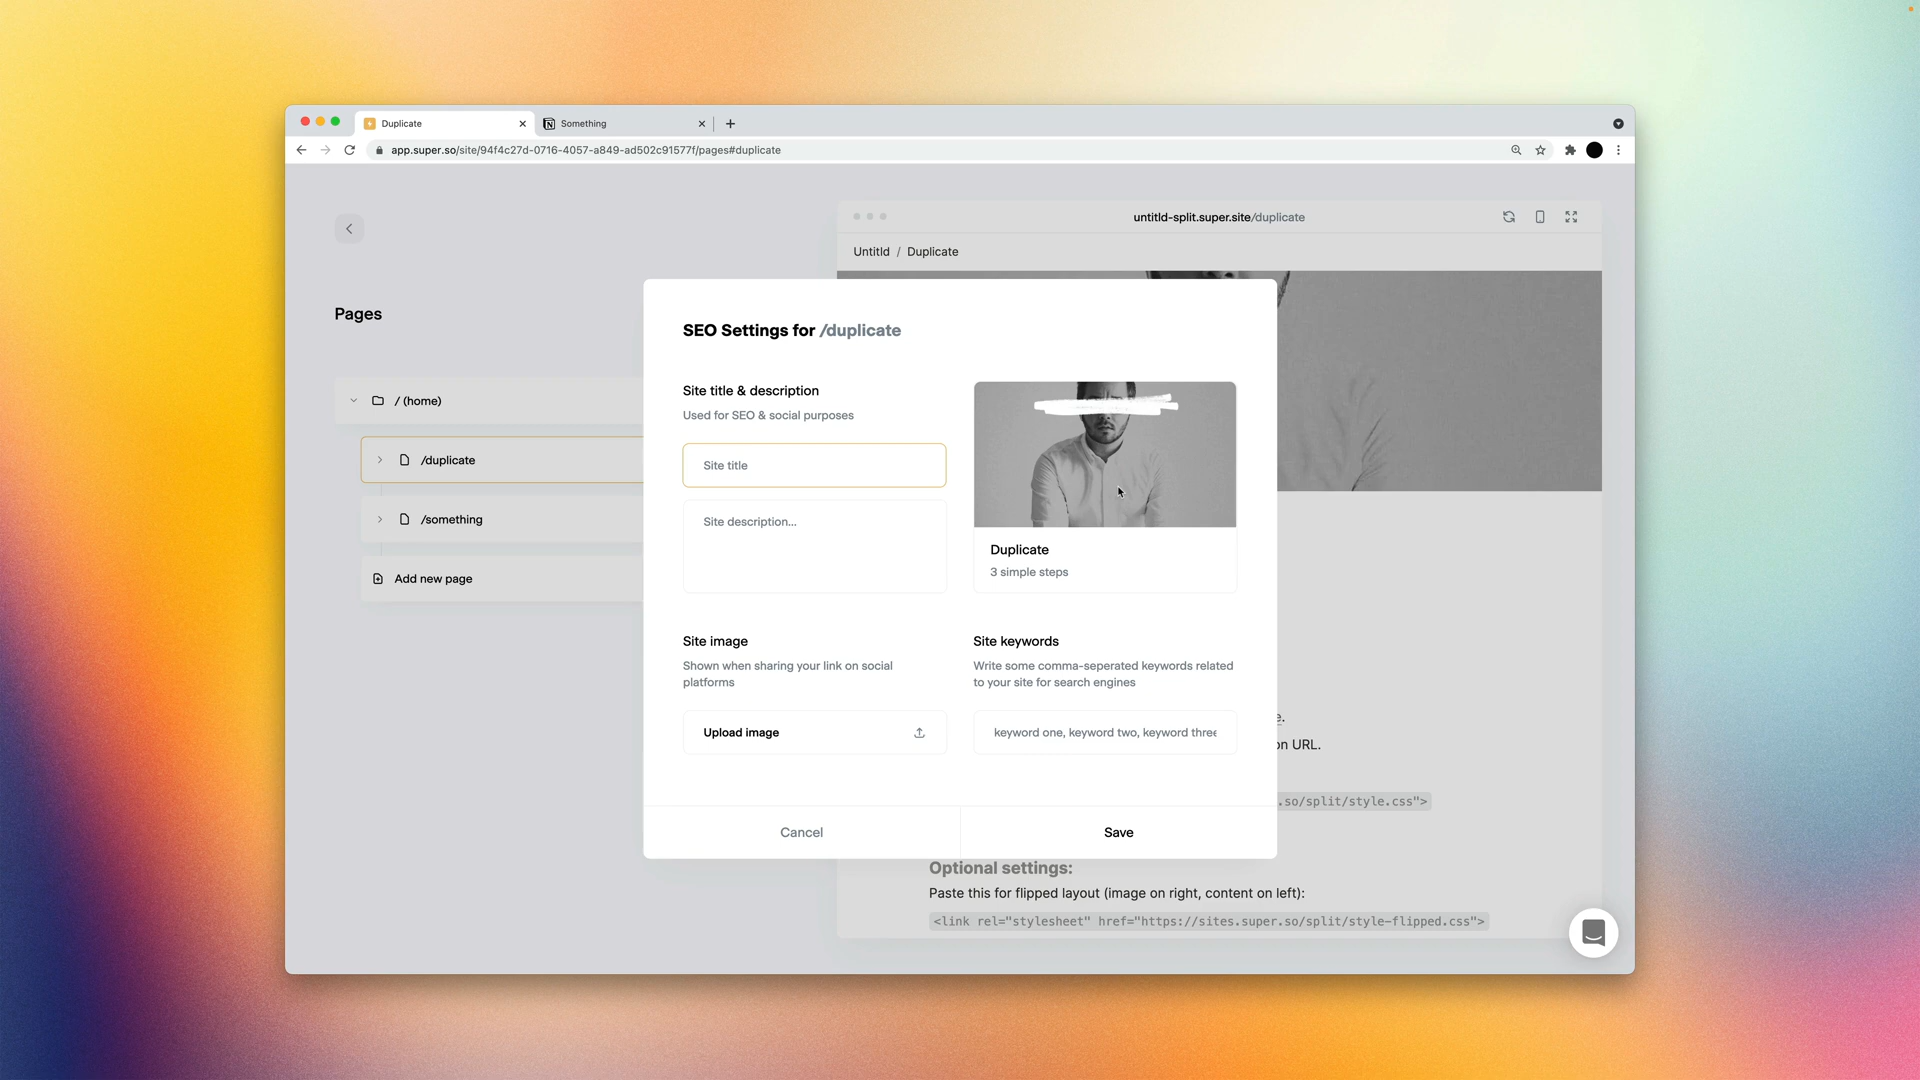 Duplicate
Something
app.super.so/site/94f4c27d-0716-4057-a849-ad502c91577f/pages#duplicate
untitld-split.super.site/duplicate
Untitld / Duplicate
Pages
/ (home)
/duplicate
/something
Add new page
SEO Settings for /duplicate
Site title & description
Used for SEO & social purposes
Site title
Site description...
Duplicate
3 simple steps
Site image
Shown when sharing your link on social
platforms
Upload image
Site keywords
Write some comma-seperated keywords related
to your site for search engines
keyword one, keyword two, keyword three
Cancel
Save
on URL.
.so/split/style.css">
Optional settings:
Paste this for flipped layout (image on right, content on left):
<link rel="stylesheet" href="https://sites.super.so/split/style-flipped.css">